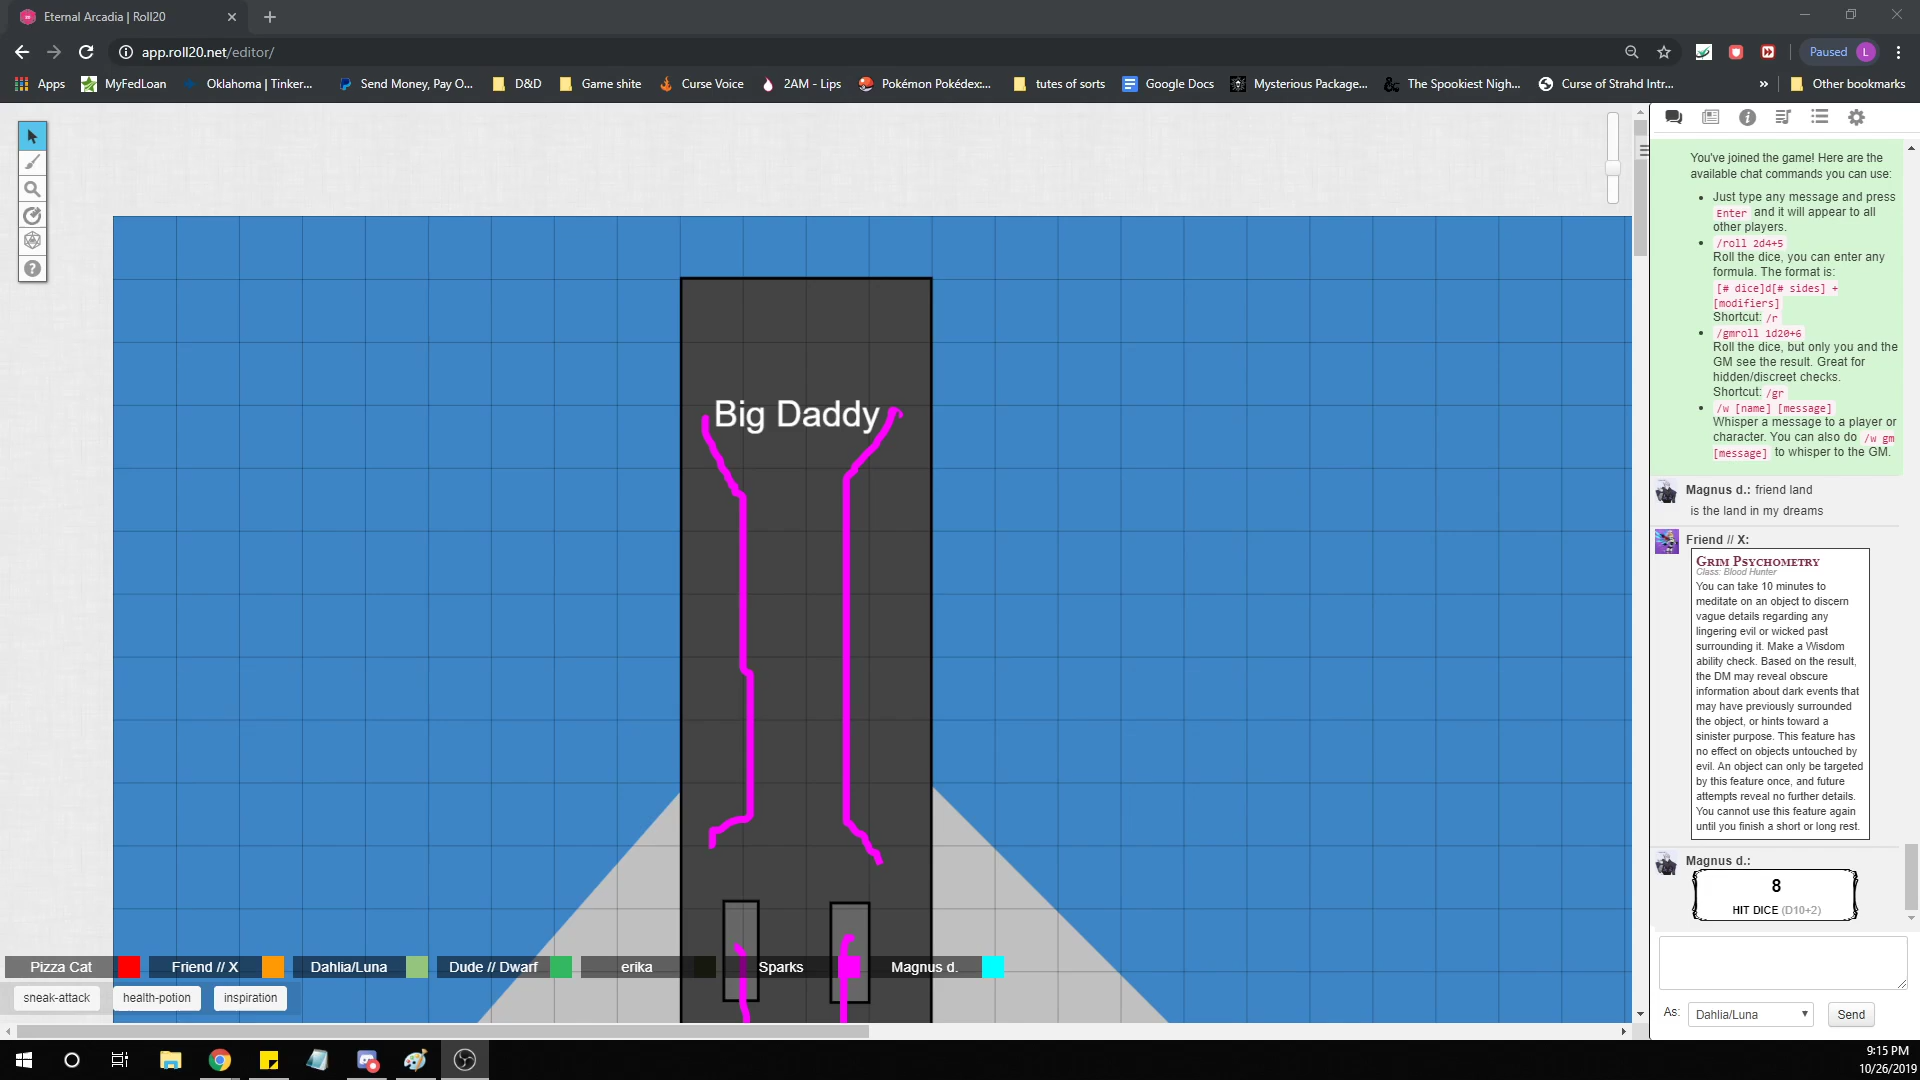 Eternal Arcadia | Roll20
app.roll20.net/editor/
Paused
L
Apps
MyFedLoan
Oklahoma | Tinker...
Send Money, Pay O...
D&D
Game shite
Curse Voice
2AM - Lips
Pokémon Pokédex:...
tutes of sorts
Google Docs
Mysterious Package...
The Spookiest Nigh...
Curse of Strahd Intr...
»
Other bookmarks
Big Daddy
Pizza Cat
Friend // X
Dahlia/Luna
Dude // Dwarf
erika
Sparks
Magnus d.
sneak-attack
health-potion
inspiration
You've joined the game! Here are the
available chat commands you can use:
Just type any message and press
Enter and it will appear to all
other players.
/roll 2d4+5
Roll the dice, you can enter any
formula. The format is:
[# dice]d[# sides] +
[modifiers]
Shortcut: /r
/gmroll 1d20+6
Roll the dice, but only you and the
GM see the result. Great for
hidden/discreet checks.
Shortcut: /gr
/w [name] [message]
Whisper a message to a player or
character. You can also do /w gm
[message] to whisper to the GM.
Magnus d.: friend land
is the land in my dreams
Friend // X:
GRIM PSYCHOMETRY
Class: Blood Hunter
You can take 10 minutes to
meditate on an object to discern
vague details regarding any
lingering evil or wicked past
surrounding it. Make a Wisdom
ability check. Based on the result,
the DM may reveal obscure
information about dark events that
may have previously surrounded
the object, or hints toward a
sinister purpose. This feature has
no effect on objects untouched by
evil. An object can only be targeted
by this feature once, and future
attempts reveal no further details.
You cannot use this feature again
until you finish a short or long rest.
Magnus d.:
8
HIT DICE (D10+2)
As:
Dahlia/Luna
Send
9:15 PM
10/26/2019